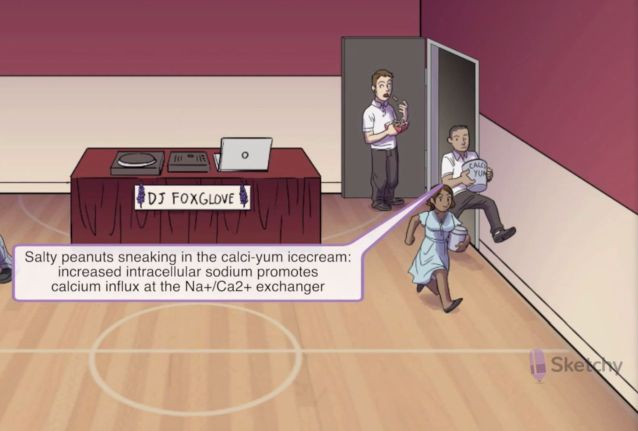 CALCI
YUM
DJ FOXGLOVE
Salty peanuts sneaking in the calci-yum icecream:
increased intracellular sodium promotes
calcium influx at the Na+/Ca2+ exchanger
Sketchy